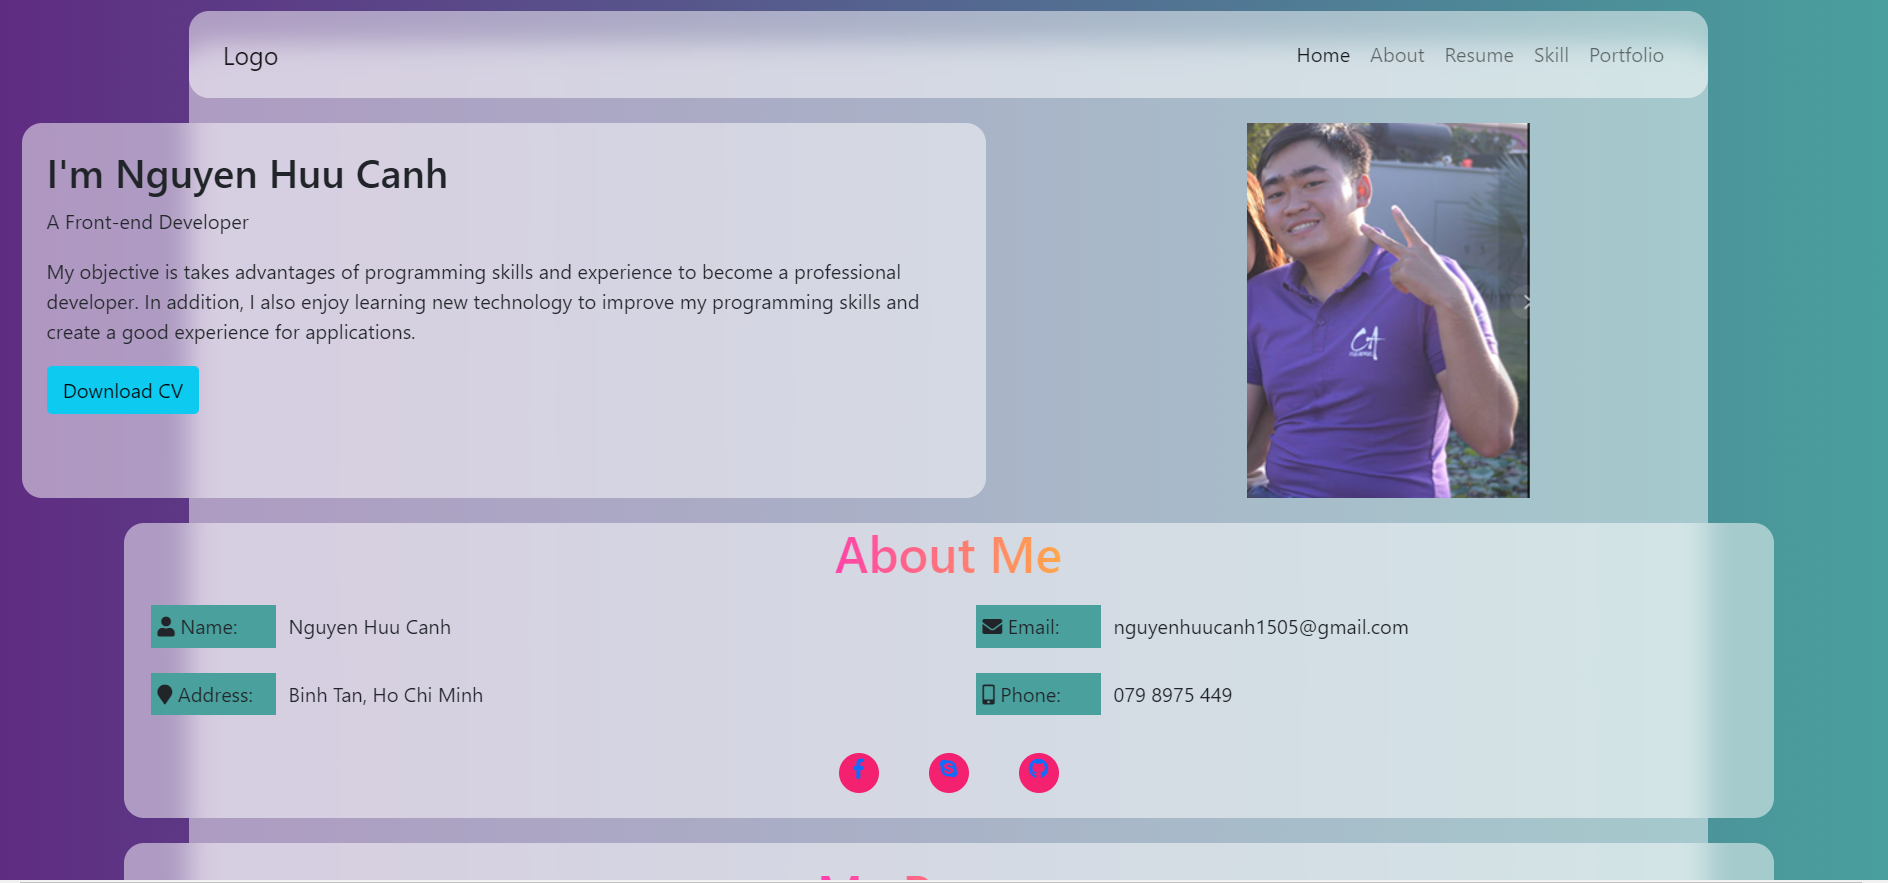 Logo
Home About Resume Skill Portfolio
I'm Nguyen Huu Canh
A Front-end Developer
My objective is takes advantages of programming skills and experience to become a professional
developer. In addition, I also enjoy learning new technology to improve my programming skills and
create a good experience for applications.
Download CV
CA
About Me
Name: Nguyen Huu Canh
Email: nguyenhuucanh1505@gmail.com
Address: Binh Tan, Ho Chi Minh
Phone: 079 8975 449